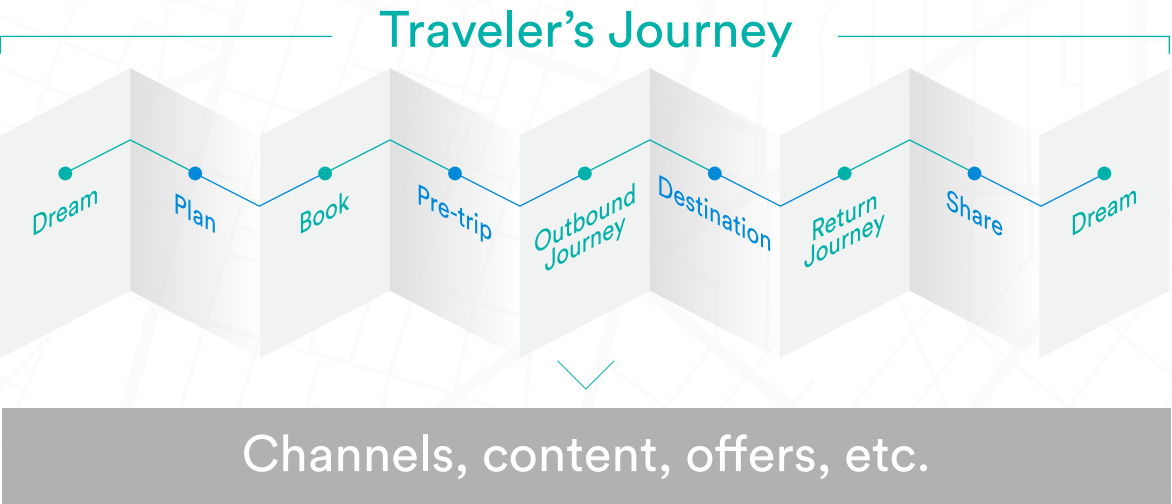 Traveler’s Journey
Dream
Plan
Book
Pre-trip
Outbound
Journey
Destination
Return
Journey
Share
Dream
Channels, content, offers, etc.